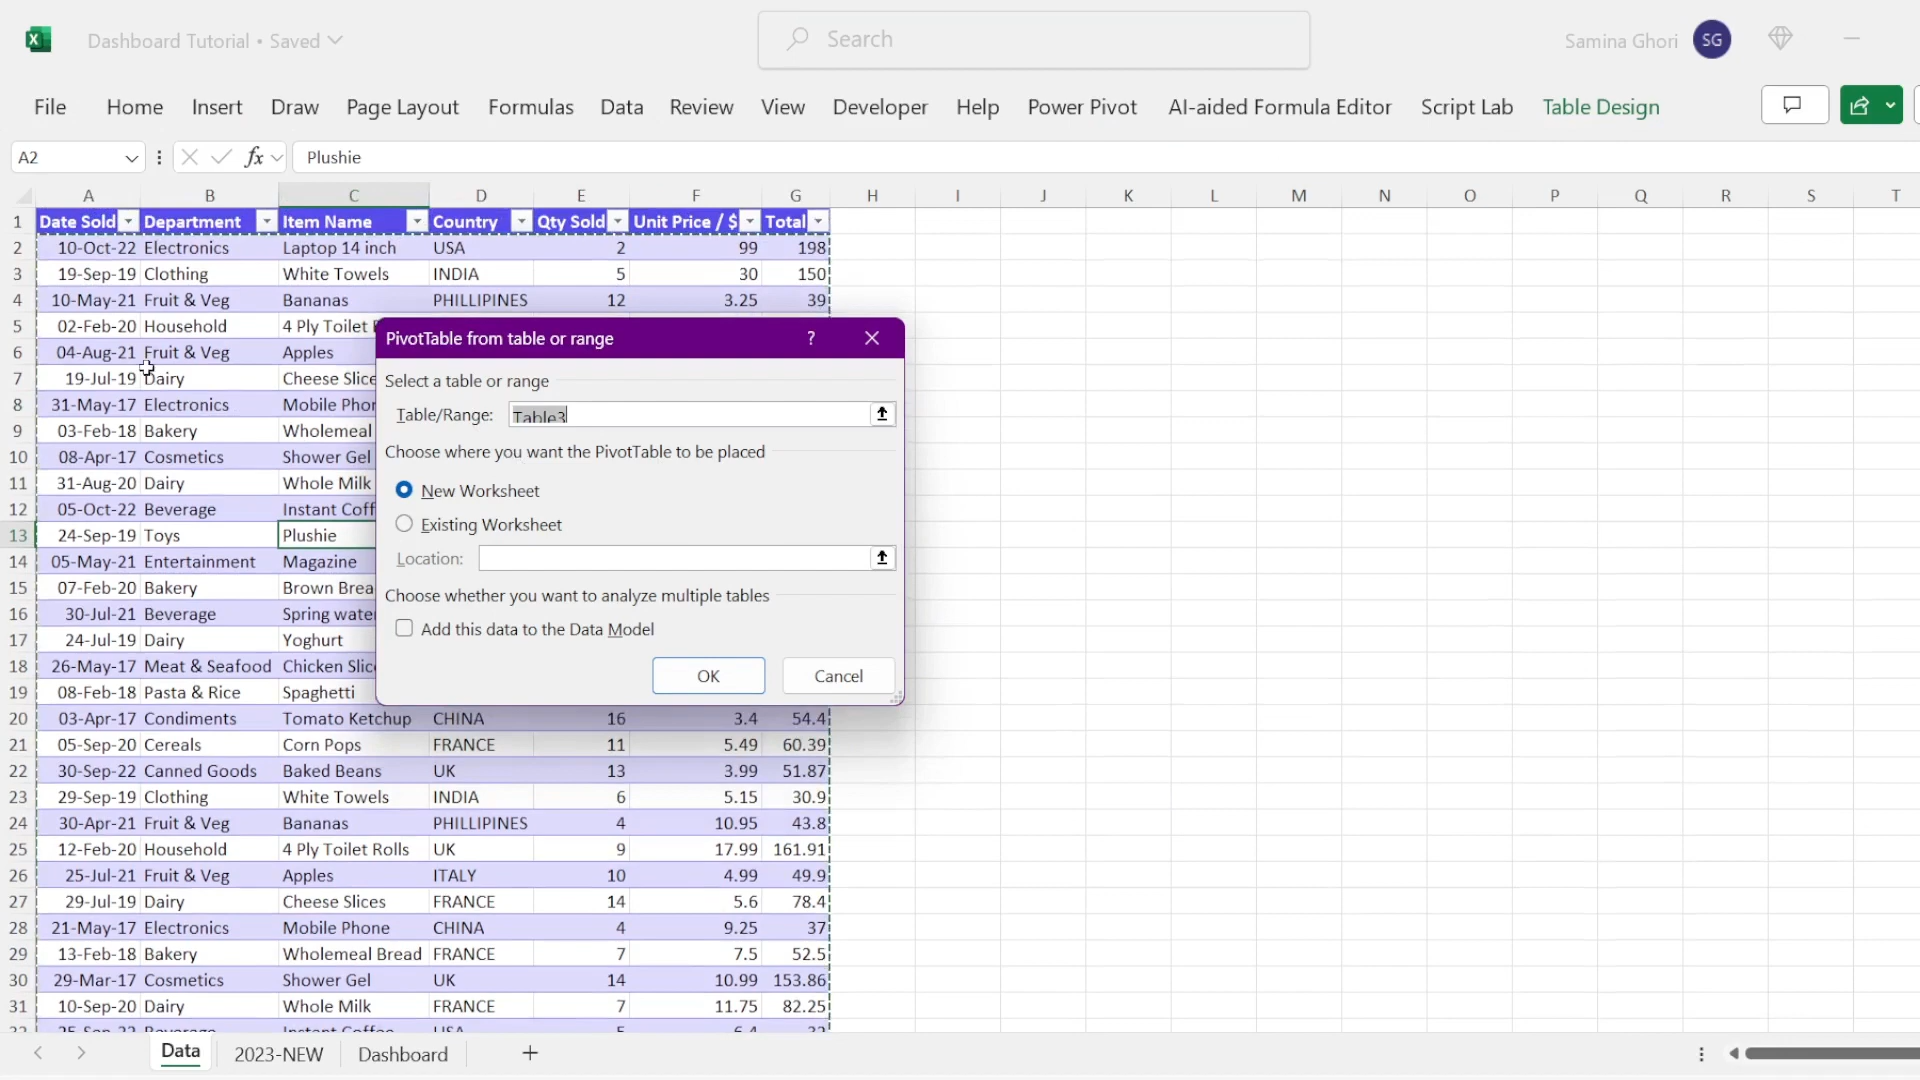 Dashboard Tutorial • Saved
Search
Samina Ghori SG
File Home Insert Draw Page Layout Formulas Data Review View Developer Help Power Pivot AI-aided Formula Editor Script Lab Table Design
A2 fx Plushie
A B C D E F G H I J K L M N O P Q R S T
1 Date Sold Department Item Name Country Qty Sold Unit Price / $ Total
2 10-Oct-22 Electronics Laptop 14 inch USA 2 99 198
3 19-Sep-19 Clothing White Towels INDIA 5 30 150
4 10-May-21 Fruit & Veg Bananas PHILLIPINES 12 3.25 39
5 02-Feb-20 Household 4 Ply Toilet
6 04-Aug-21 Fruit & Veg Apples
7 19-Jul-19 Dairy Cheese Slice
8 31-May-17 Electronics Mobile Phon
9 03-Feb-18 Bakery Wholemeal
10 08-Apr-17 Cosmetics Shower Gel
11 31-Aug-20 Dairy Whole Milk
12 05-Oct-22 Beverage Instant Coff
13 24-Sep-19 Toys Plushie
14 05-May-21 Entertainment Magazine
15 07-Feb-20 Bakery Brown Brea
16 30-Jul-21 Beverage Spring water
17 24-Jul-19 Dairy Yoghurt
18 26-May-17 Meat & Seafood Chicken Slice
19 08-Feb-18 Pasta & Rice Spaghetti
20 03-Apr-17 Condiments Tomato Ketchup CHINA 16 3.4 54.4
21 05-Sep-20 Cereals Corn Pops FRANCE 11 5.49 60.39
22 30-Sep-22 Canned Goods Baked Beans UK 13 3.99 51.87
23 29-Sep-19 Clothing White Towels INDIA 6 5.15 30.9
24 30-Apr-21 Fruit & Veg Bananas PHILLIPINES 4 10.95 43.8
25 12-Feb-20 Household 4 Ply Toilet Rolls UK 9 17.99 161.91
26 25-Jul-21 Fruit & Veg Apples ITALY 10 4.99 49.9
27 29-Jul-19 Dairy Cheese Slices FRANCE 14 5.6 78.4
28 21-May-17 Electronics Mobile Phone CHINA 4 9.25 37
29 13-Feb-18 Bakery Wholemeal Bread FRANCE 7 7.5 52.5
30 29-Mar-17 Cosmetics Shower Gel UK 14 10.99 153.86
31 10-Sep-20 Dairy Whole Milk FRANCE 7 11.75 82.25
PivotTable from table or range ?
Select a table or range
Table/Range: Table3
Choose where you want the PivotTable to be placed
New Worksheet
Existing Worksheet
Location:
Choose whether you want to analyze multiple tables
Add this data to the Data Model
OK Cancel
Data 2023-NEW Dashboard